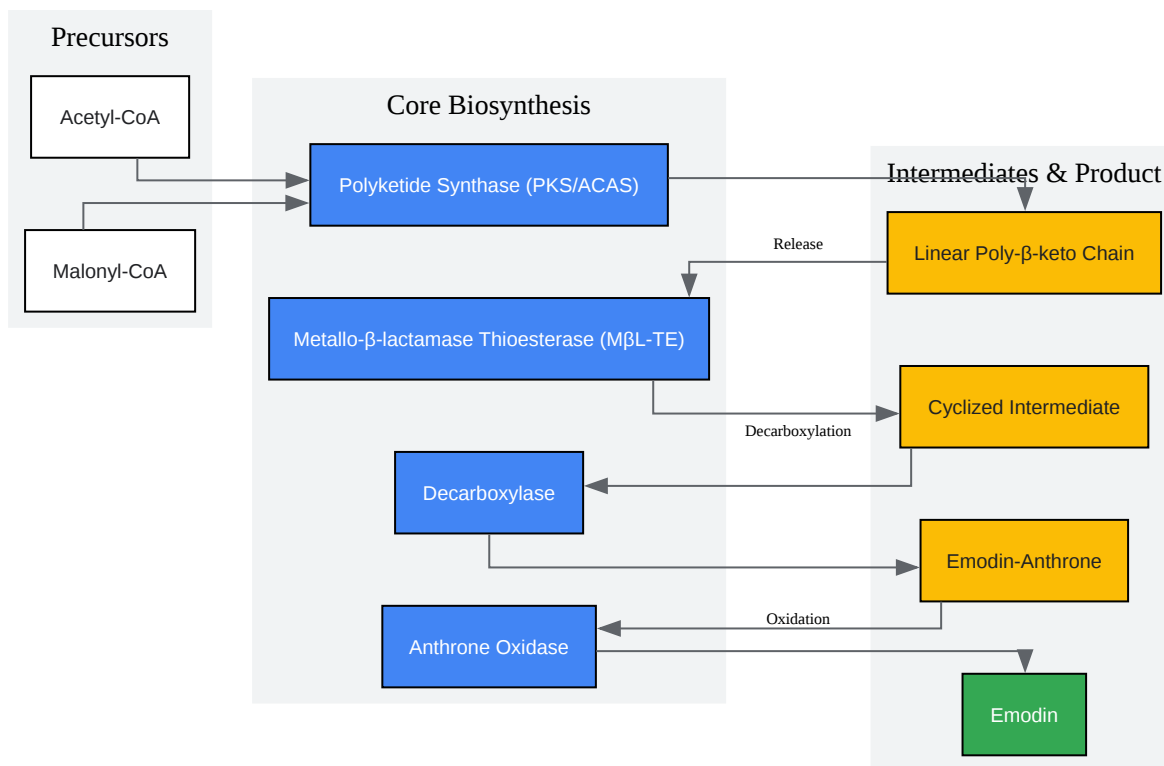 Precursors
Acetyl-CoA
Malonyl-CoA
Core Biosynthesis
Polyketide Synthase (PKS/ACAS)
Metallo-β-lactamase Thioesterase (MβL-TE)
Decarboxylase
Anthrone Oxidase
Release
Decarboxylation
Oxidation
Intermediates & Product
Linear Poly-β-keto Chain
Cyclized Intermediate
Emodin-Anthrone
Emodin